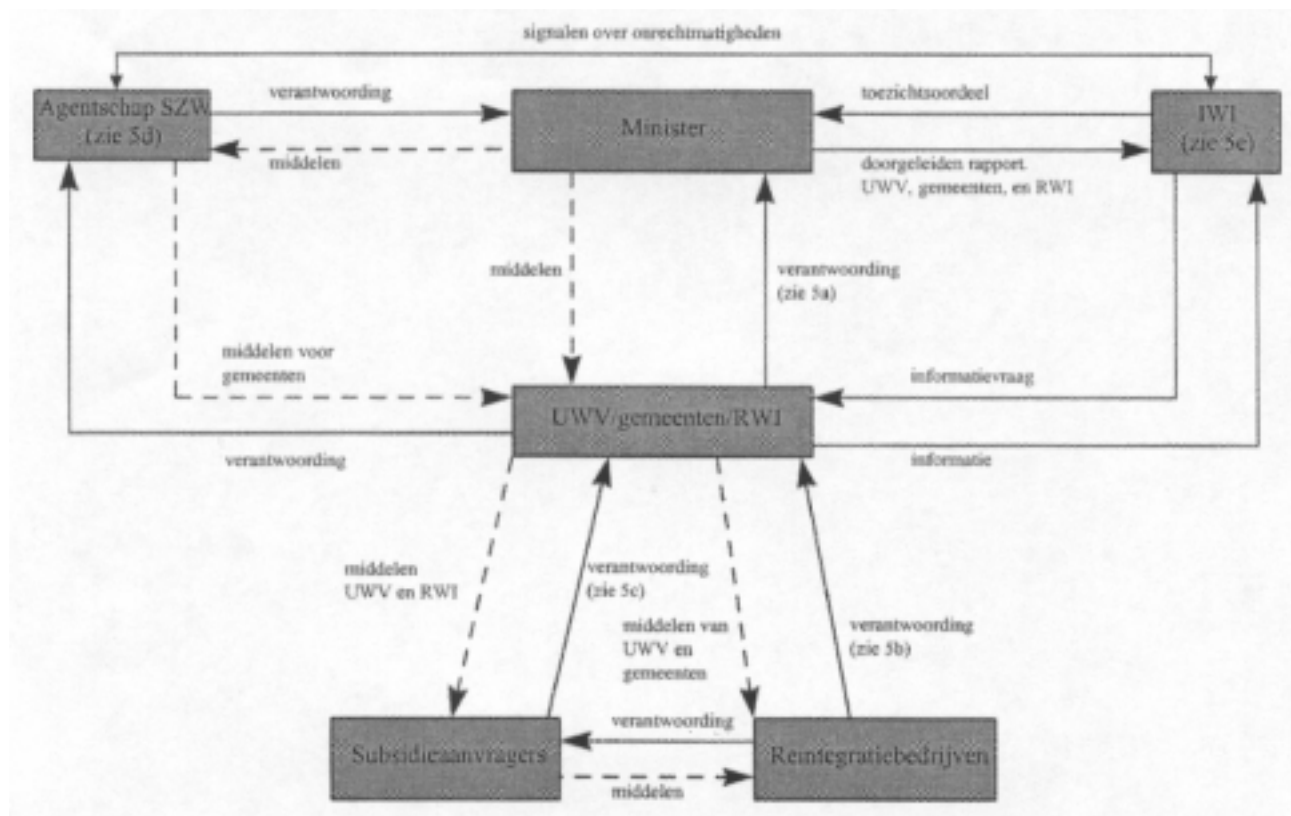 signalen over onrechtmatigheden
Agentschap SZW
(zie 5d)
verantwoording
middelen
Minister
toezichtsoordeel
doorgeleiden rapport.
UWV, gemeenten, en RWI
IWI
(zie 5e)
middelen
verantwoording
(zie 5a)
middelen voor
gemeenten
informatievraag
UWV/gemeenten/RWI
verantwoording
informatie
middelen
UWV en RWI
verantwoording
(zie 5c)
middelen van
UWV en
gemeenten
verantwoording
(zie 5b)
verantwoording
Subsidieaanvragers
Reintegratiebedrijven
middelen